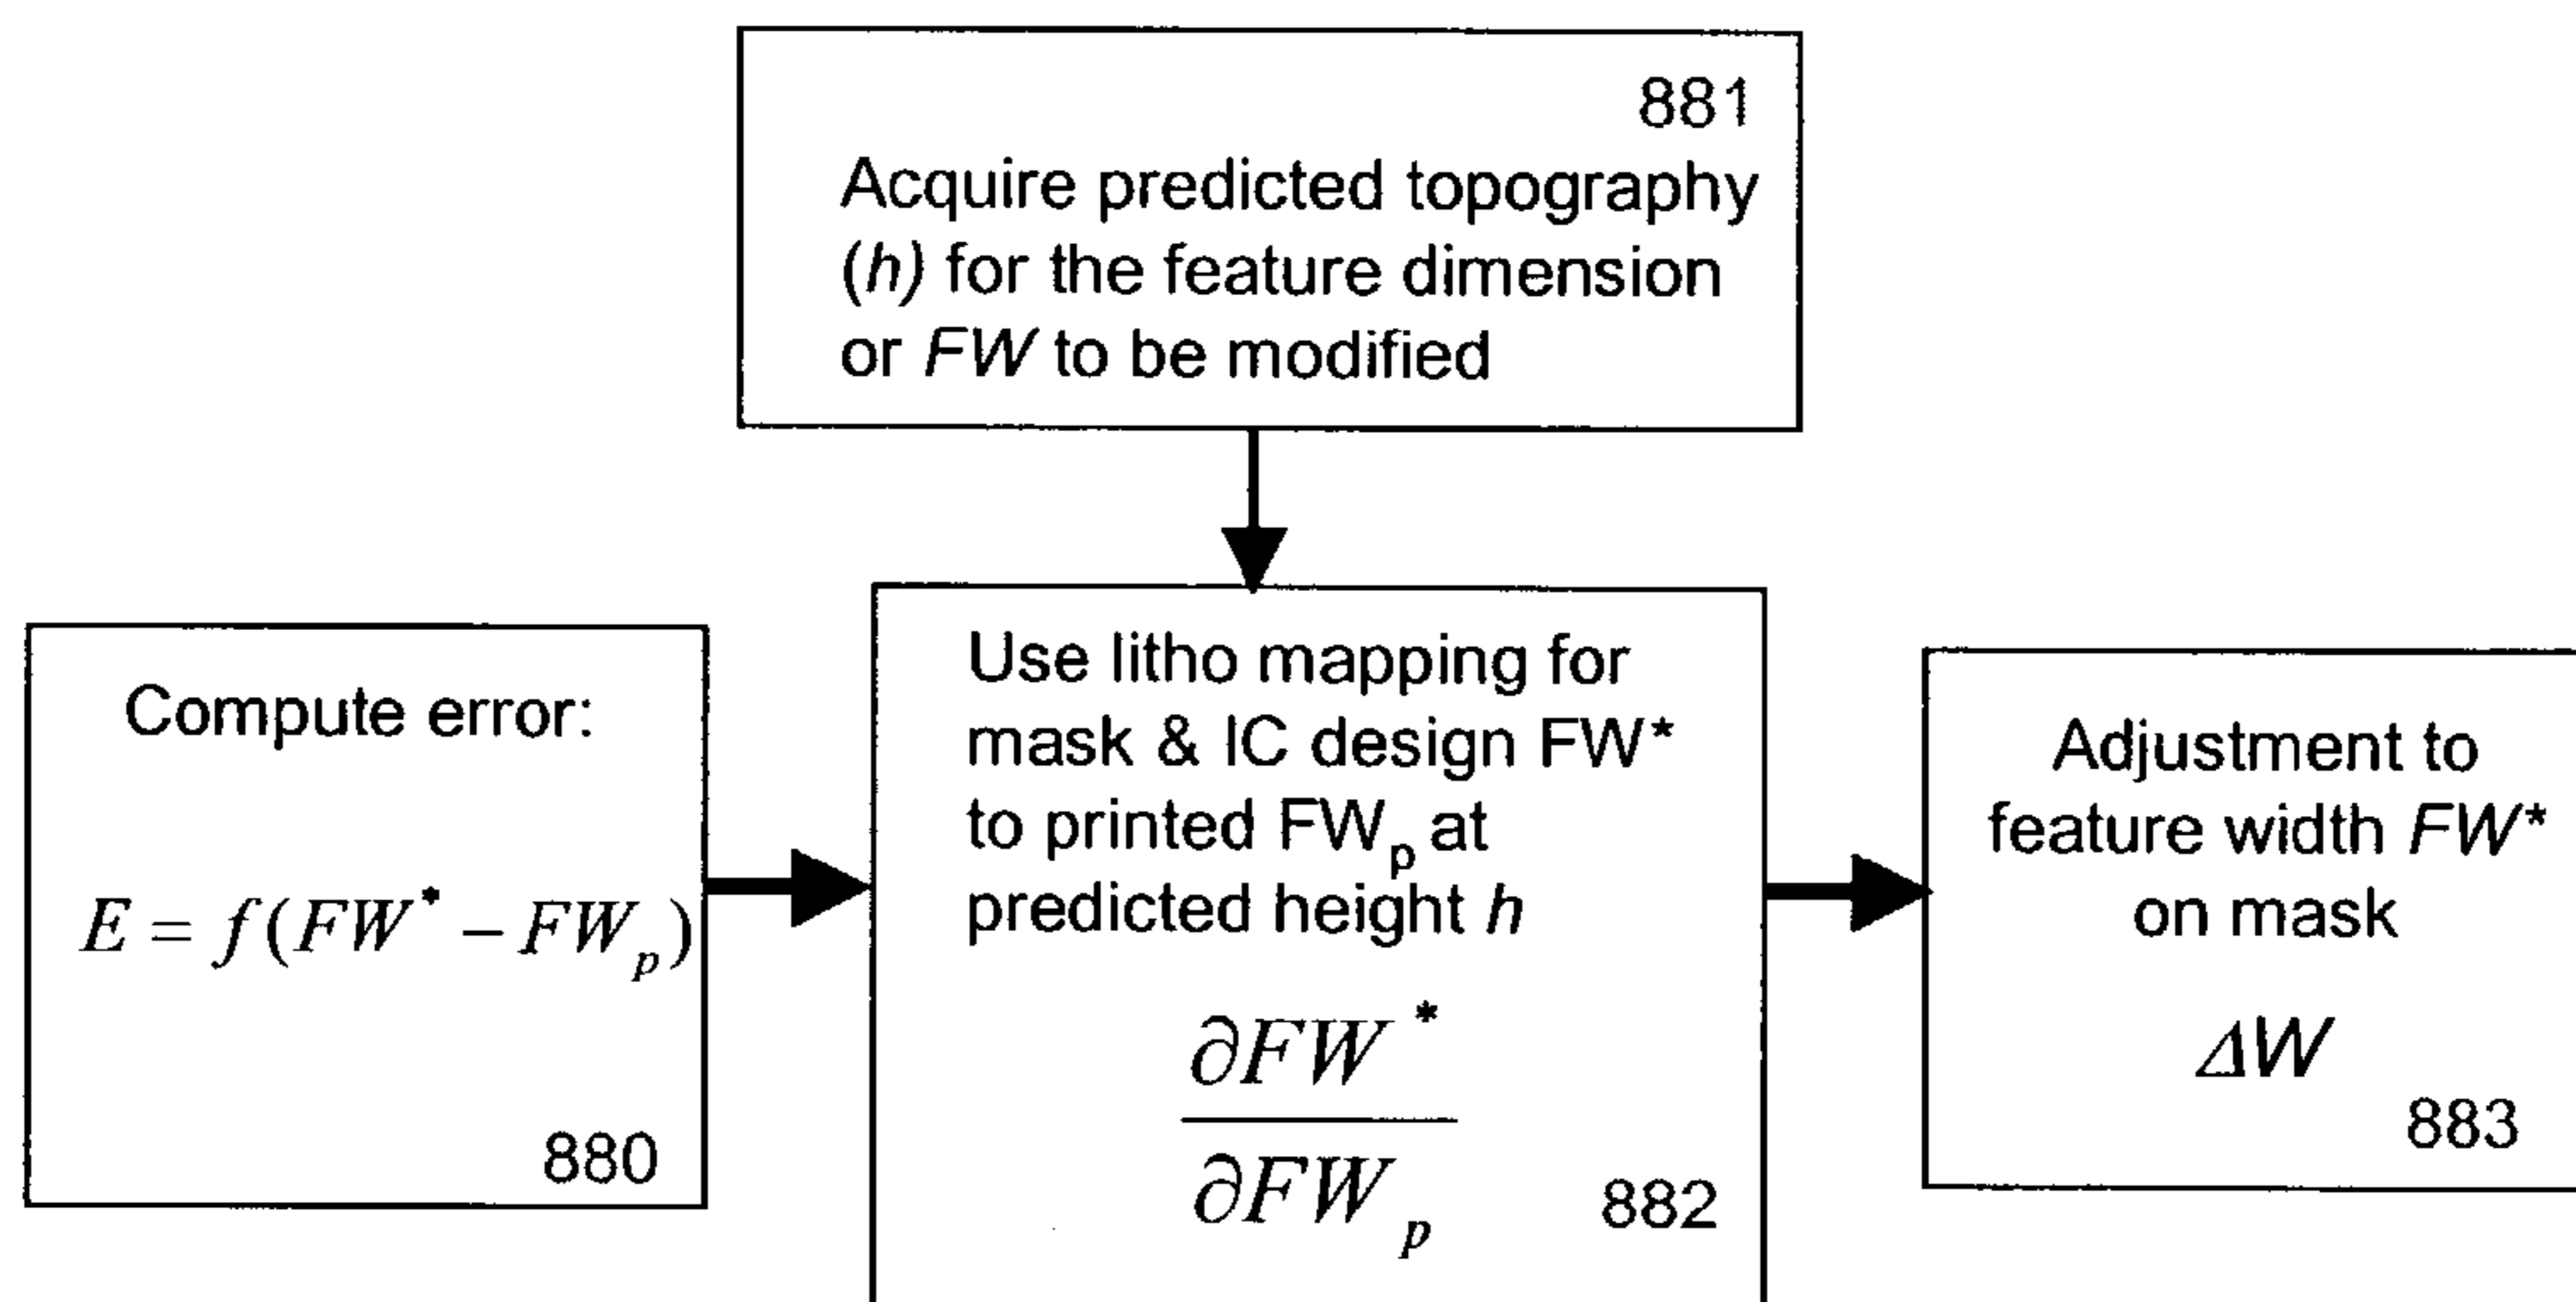 881
Acquire predicted topography
(h) for the feature dimension
or FW to be modified
Compute error:
E = f(FW* – FWₚ)
880
Use litho mapping for
mask & IC design FW*
to printed FWₚ at
predicted height h
∂FW*
∂FWₚ
882
Adjustment to
feature width FW*
on mask
ΔW
883